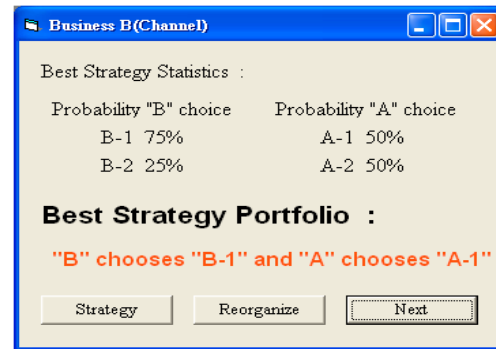 Business B(Channel)
Best Strategy Statistics :
Probability "B" choice Probability "A" choice
B-1 75% A-1 50%
B-2 25% A-2 50%
Best Strategy Portfolio :
"B" chooses "B-1" and "A" chooses "A-1"
Strategy Reorganize Next